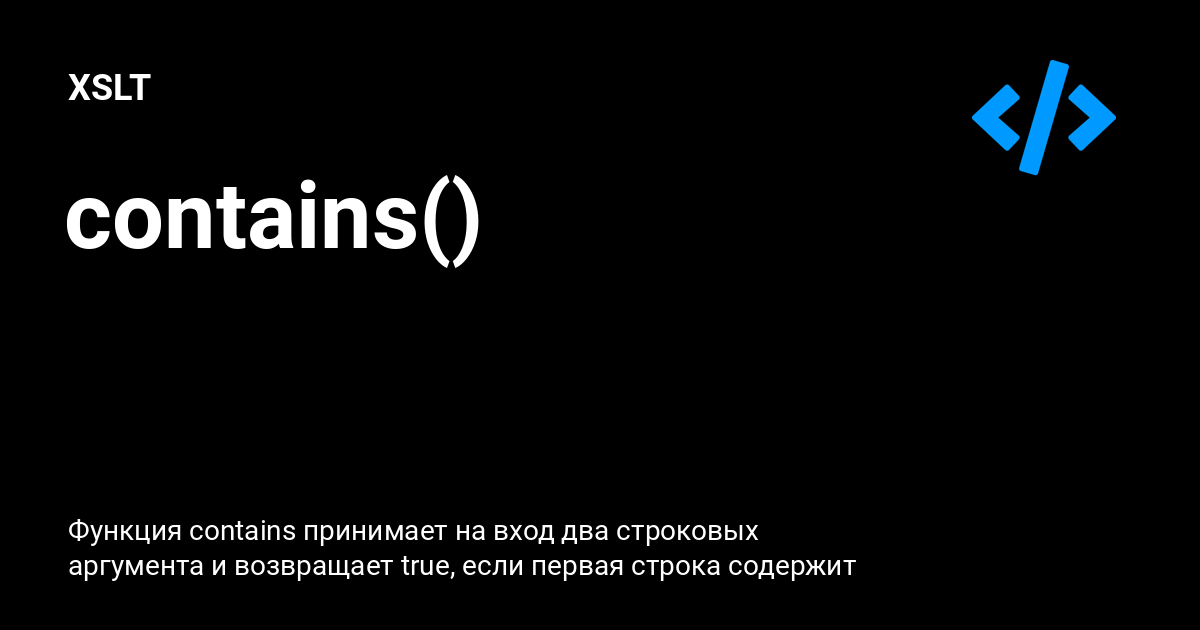 XSLT
contains()
Функция contains принимает на вход два строковых
аргумента и возвращает true, если первая строка содержит